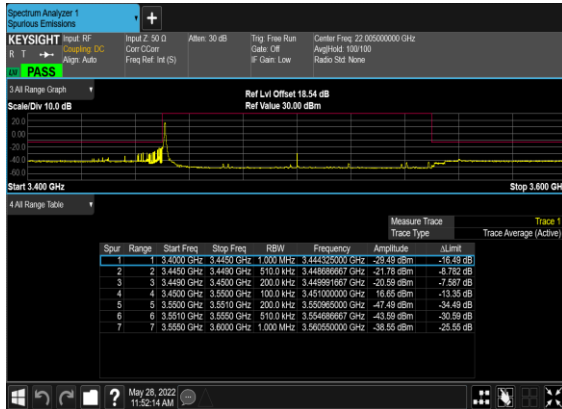 Spectrum Analyzer 1
Spurious Emissions
+
KEYSIGHT
R T
PASS
Input: RF
Coupling: DC
Align: Auto
Input Z: 50 Ω
Corr CCorr
Freq Ref: Int (S)
Atten: 30 dB
Trig: Free Run
Gate: Off
IF Gain: Low
Center Freq: 22.005000000 GHz
Avg|Hold: 100/100
Radio Std: None
3 All Range Graph
Scale/Div 10.0 dB
Ref Lvl Offset 18.54 dB
Ref Value 30.00 dBm
20.0
0.00
-20.0
-40.0
-60.0
Start 3.400 GHz
Stop 3.600 GH
4 All Range Table
Measure Trace Trace 1
Trace Type Trace Average (Active)
Spur Range Start Freq Stop Freq RBW Frequency Amplitude ΔLimit
1 1 3.4000 GHz 3.4450 GHz 1.000 MHz 3.444325000 GHz -29.49 dBm -16.49 dB
2 2 3.4450 GHz 3.4490 GHz 510.0 kHz 3.448686667 GHz -21.78 dBm -8.782 dB
3 3 3.4490 GHz 3.4500 GHz 200.0 kHz 3.449991667 GHz -20.59 dBm -7.587 dB
4 4 3.4500 GHz 3.5500 GHz 100.0 kHz 3.451000000 GHz 16.65 dBm -13.35 dB
5 5 3.5500 GHz 3.5510 GHz 200.0 kHz 3.550965000 GHz -47.49 dBm -34.49 dB
6 6 3.5510 GHz 3.5550 GHz 510.0 kHz 3.554686667 GHz -43.59 dBm -30.59 dB
7 7 3.5550 GHz 3.6000 GHz 1.000 MHz 3.560550000 GHz -38.55 dBm -25.55 dB
?
May 28, 2022
11:52:14 AM